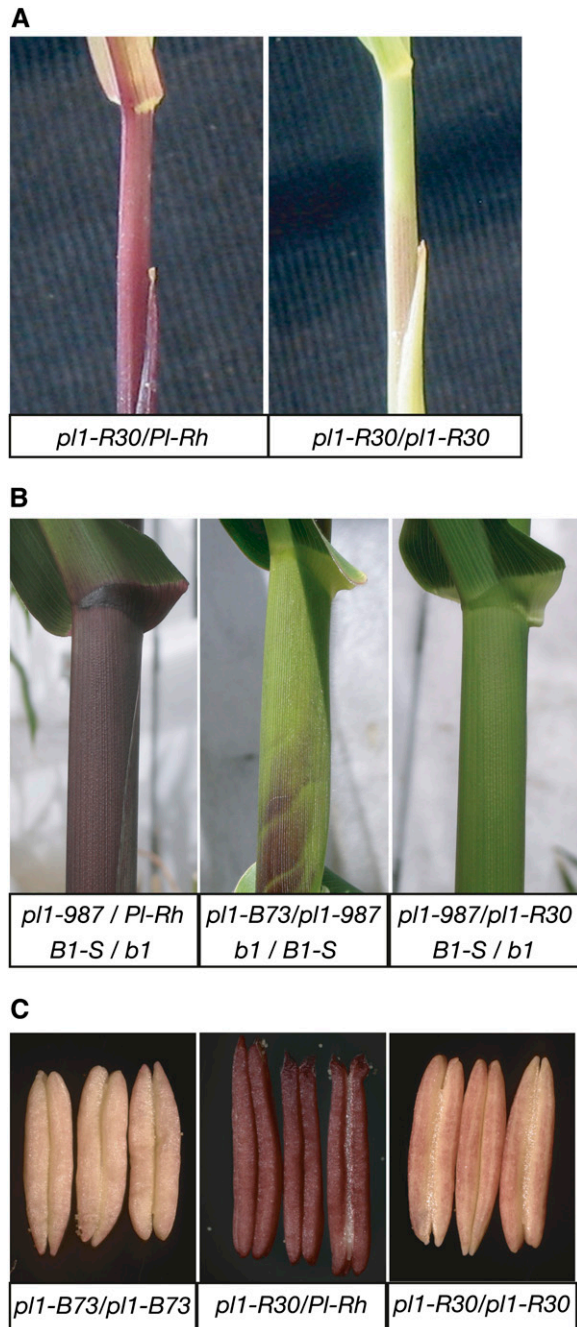 A
pl1-R30/Pl-Rh
pl1-R30/pl1-R30
B
pl1-987 / Pl-Rh
B1-S / b1
pl1-B73/pl1-987
b1 / B1-S
pl1-987/pl1-R30
B1-S / b1
C
pl1-B73/pl1-B73
pl1-R30/Pl-Rh
pl1-R30/pl1-R30